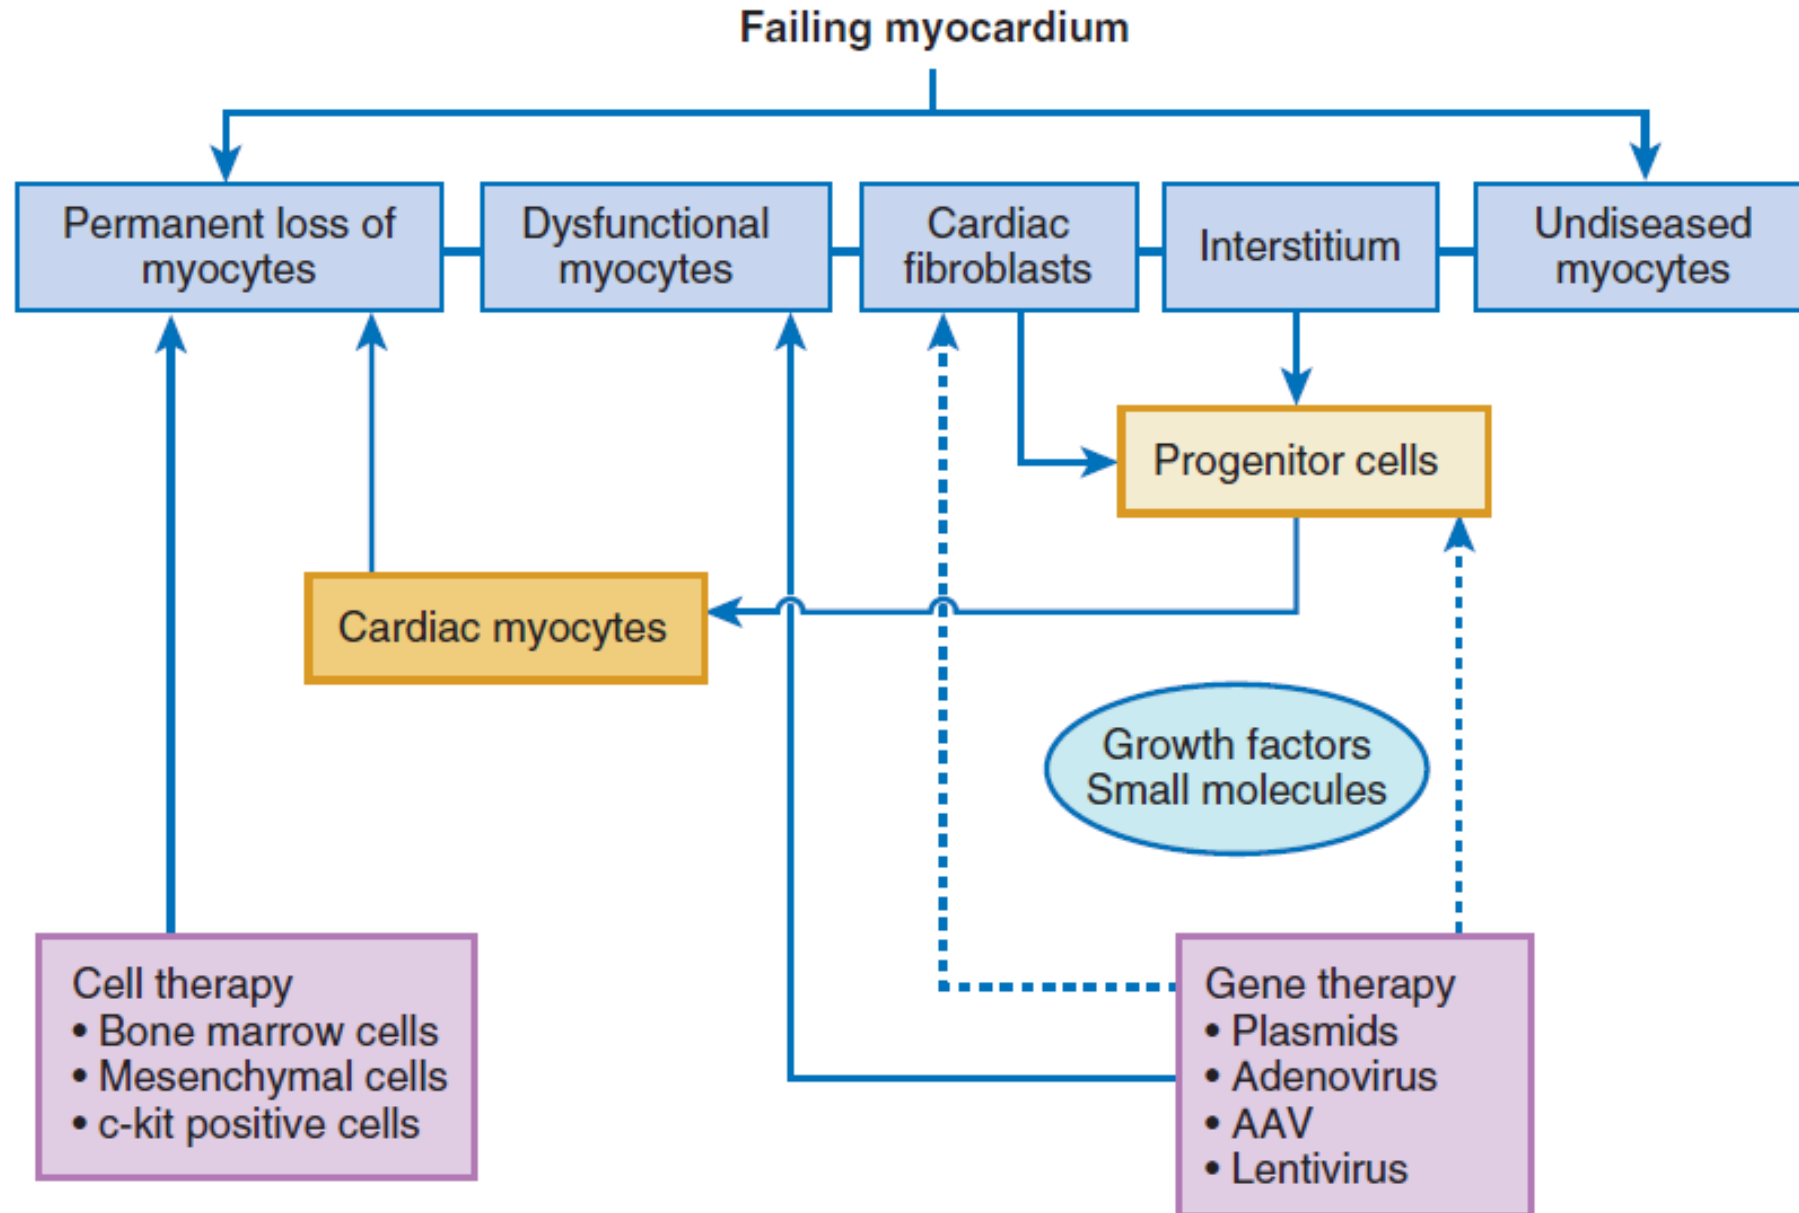 Failing myocardium
Permanent loss of
myocytes
Dysfunctional
myocytes
Cardiac
fibroblasts
Interstitium
Undiseased
myocytes
Progenitor cells
Cardiac myocytes
Growth factors
Small molecules
Cell therapy
• Bone marrow cells
• Mesenchymal cells
• c-kit positive cells
Gene therapy
• Plasmids
• Adenovirus
• AAV
• Lentivirus